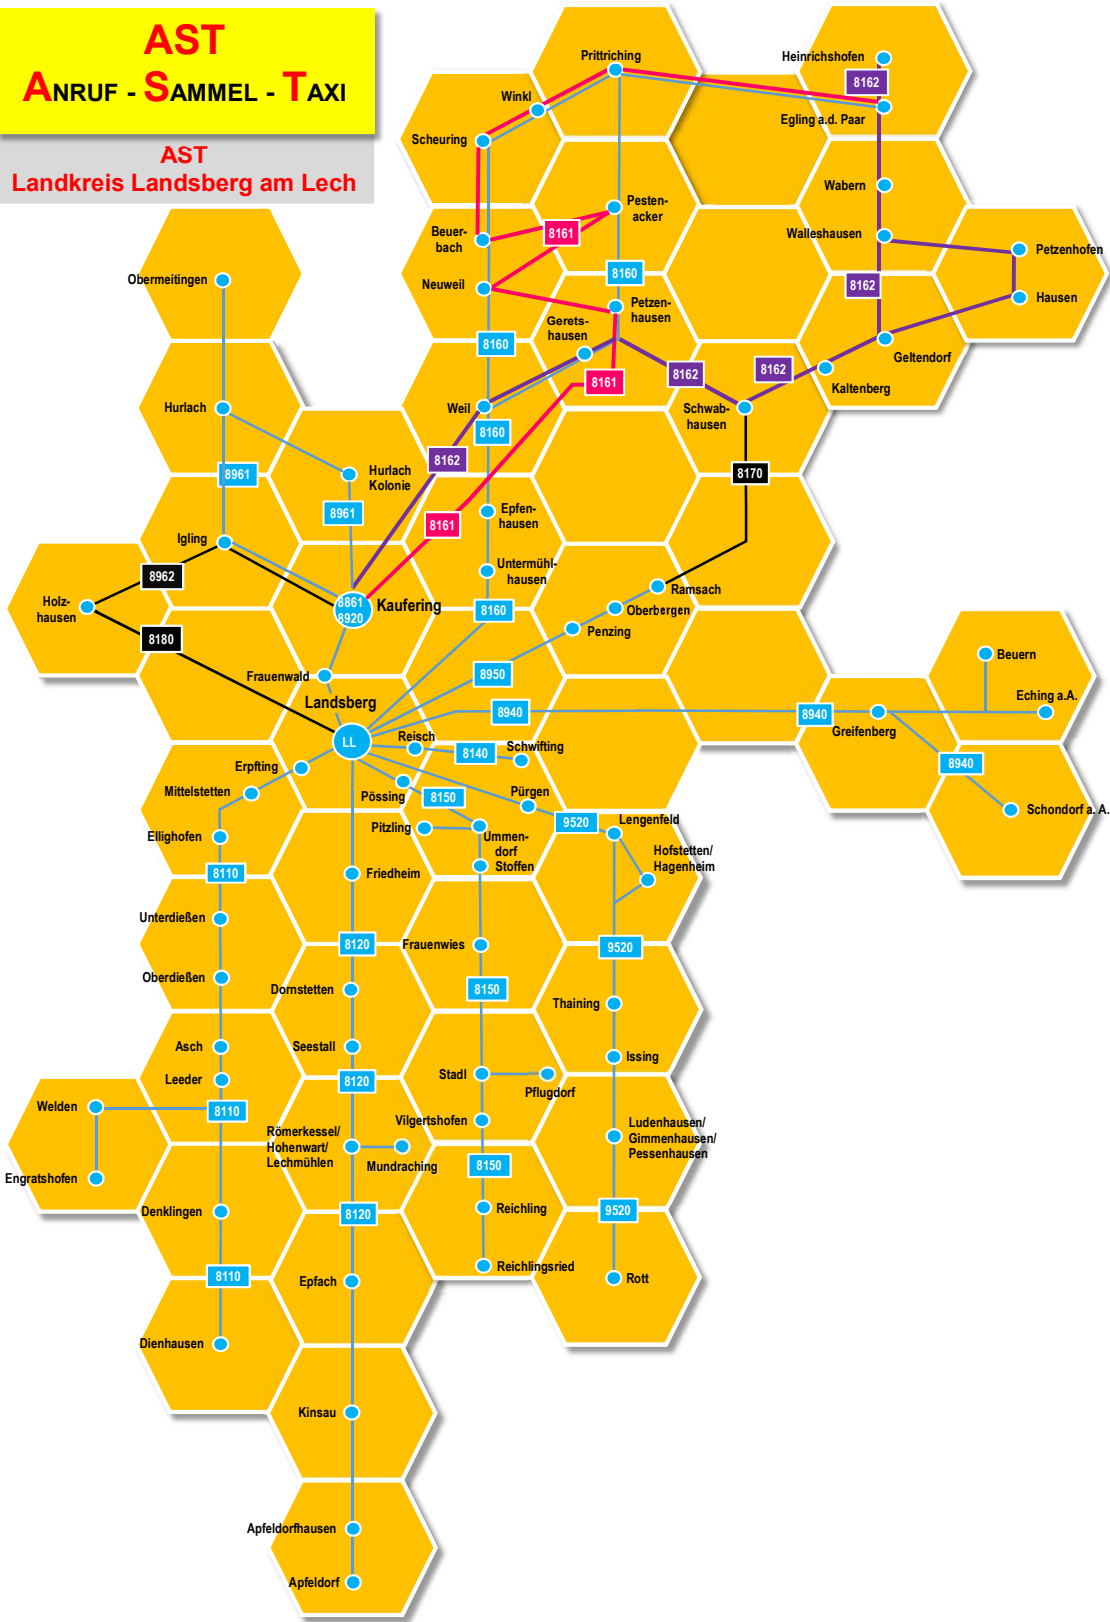 AST
ANRUF - SAMMEL - TAXI
AST
Landkreis Landsberg am Lech
Prittriching
Heinrichshofen
8162
Winkl
Egling a.d. Paar
Scheuring
Wabern
Pesten-
acker
Beuer-
bach
8161
Walleshausen
Petzenhofen
Obermeitingen
8160
Neuweil
8162
Hausen
Petzen-
hausen
Gerets-
hausen
8160
Geltendorf
8161
8162
8162
Kaltenberg
Hurlach
Weil
Schwab-
hausen
8160
8162
8961
Hurlach
Kolonie
8170
8961
8161
Epfen-
hausen
Igling
8962
Untermühl-
hausen
Ramsach
Holz-
hausen
8861
8920
Kaufering
8160
Oberbergen
8180
Penzing
Beuern
Frauenwald
8950
Eching a.A.
Landsberg
8940
8940
Greifenberg
LL
Reisch
8140
Schwifting
8940
Erpfting
Mittelstetten
Pössing
8150
Pürgen
Schondorf a. A.
Ellighofen
Pitzling
Ummen-
dorf
Stoffen
9520
Lengenfeld
Hofstetten/
Hagenheim
8110
Friedheim
Unterdießen
8120
Frauenwies
9520
Oberdießen
Dornstetten
8150
Thaining
Asch
Seestall
Issing
Leeder
8120
Stadl
Pflugdorf
Welden
8110
Vilgertshofen
Römerkessel/
Hohenwart/
Lechmühlen
Mundraching
Ludenhausen/
Gimmenhausen/
Pessenhausen
8150
Engratshofen
Denklingen
8120
Reichling
9520
8110
Epfach
Reichlingsried
Rott
Dienhausen
Kinsau
Apfeldorfhausen
Apfeldorf